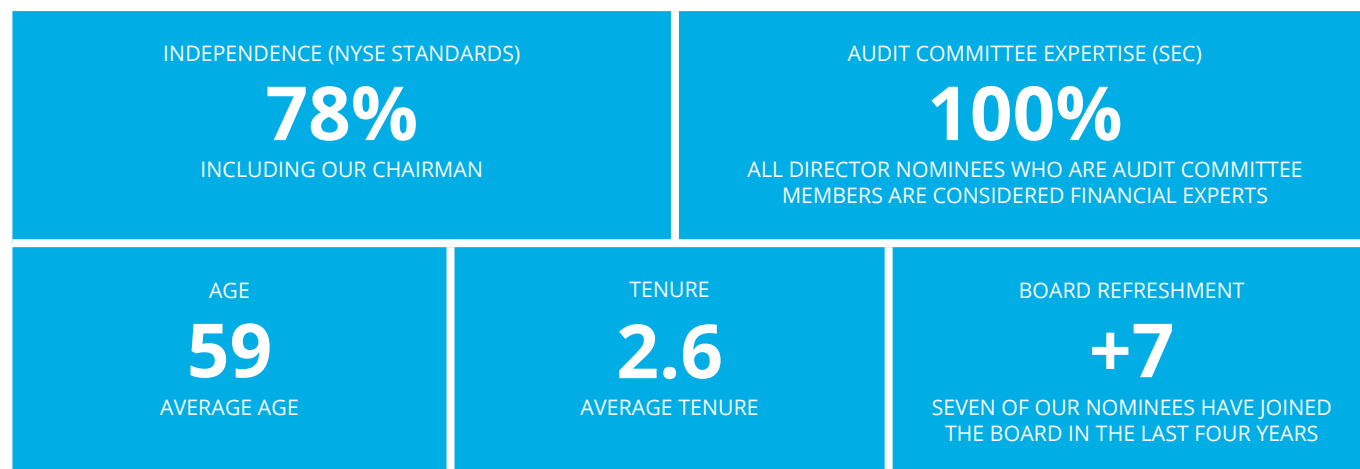 INDEPENDENCE (NYSE STANDARDS)
78%
INCLUDING OUR CHAIRMAN
AUDIT COMMITTEE EXPERTISE (SEC)
100%
ALL DIRECTOR NOMINEES WHO ARE AUDIT COMMITTEE
MEMBERS ARE CONSIDERED FINANCIAL EXPERTS
AGE
59
AVERAGE AGE
TENURE
2.6
AVERAGE TENURE
BOARD REFRESHMENT
+7
SEVEN OF OUR NOMINEES HAVE JOINED
THE BOARD IN THE LAST FOUR YEARS